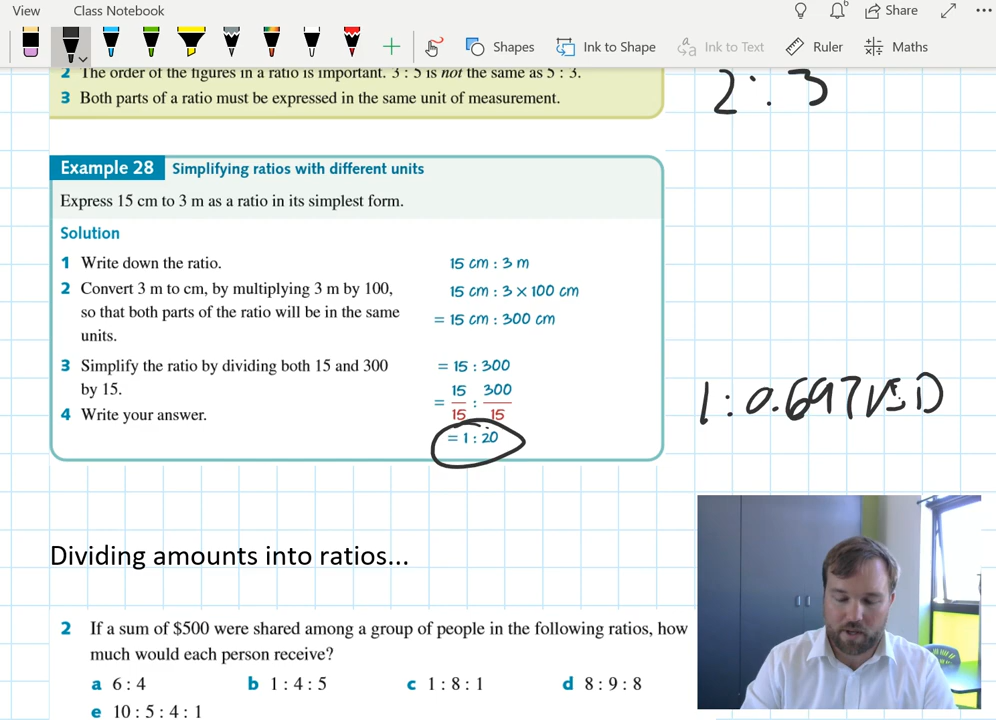 View Class Notebook Share
Shapes Ink to Shape Ink to Text Ruler Maths
2 The order of the figures in a ratio is important. 3 : 5 is not the same as 5 : 3.
3 Both parts of a ratio must be expressed in the same unit of measurement.
2 : 3
Example 28 Simplifying ratios with different units
Express 15 cm to 3 m as a ratio in its simplest form.
Solution
1 Write down the ratio. 15 cm : 3 m
2 Convert 3 m to cm, by multiplying 3 m by 100, 15 cm : 3 × 100 cm
so that both parts of the ratio will be in the same = 15 cm : 300 cm
units.
3 Simplify the ratio by dividing both 15 and 300 = 15 : 300
by 15. = 15/15 : 300/15
4 Write your answer. = 1 : 20
1 : 0.697 USD
Dividing amounts into ratios...
2 If a sum of $500 were shared among a group of people in the following ratios, how
much would each person receive?
a 6 : 4 b 1 : 4 : 5 c 1 : 8 : 1 d 8 : 9 : 8
e 10 : 5 : 4 : 1